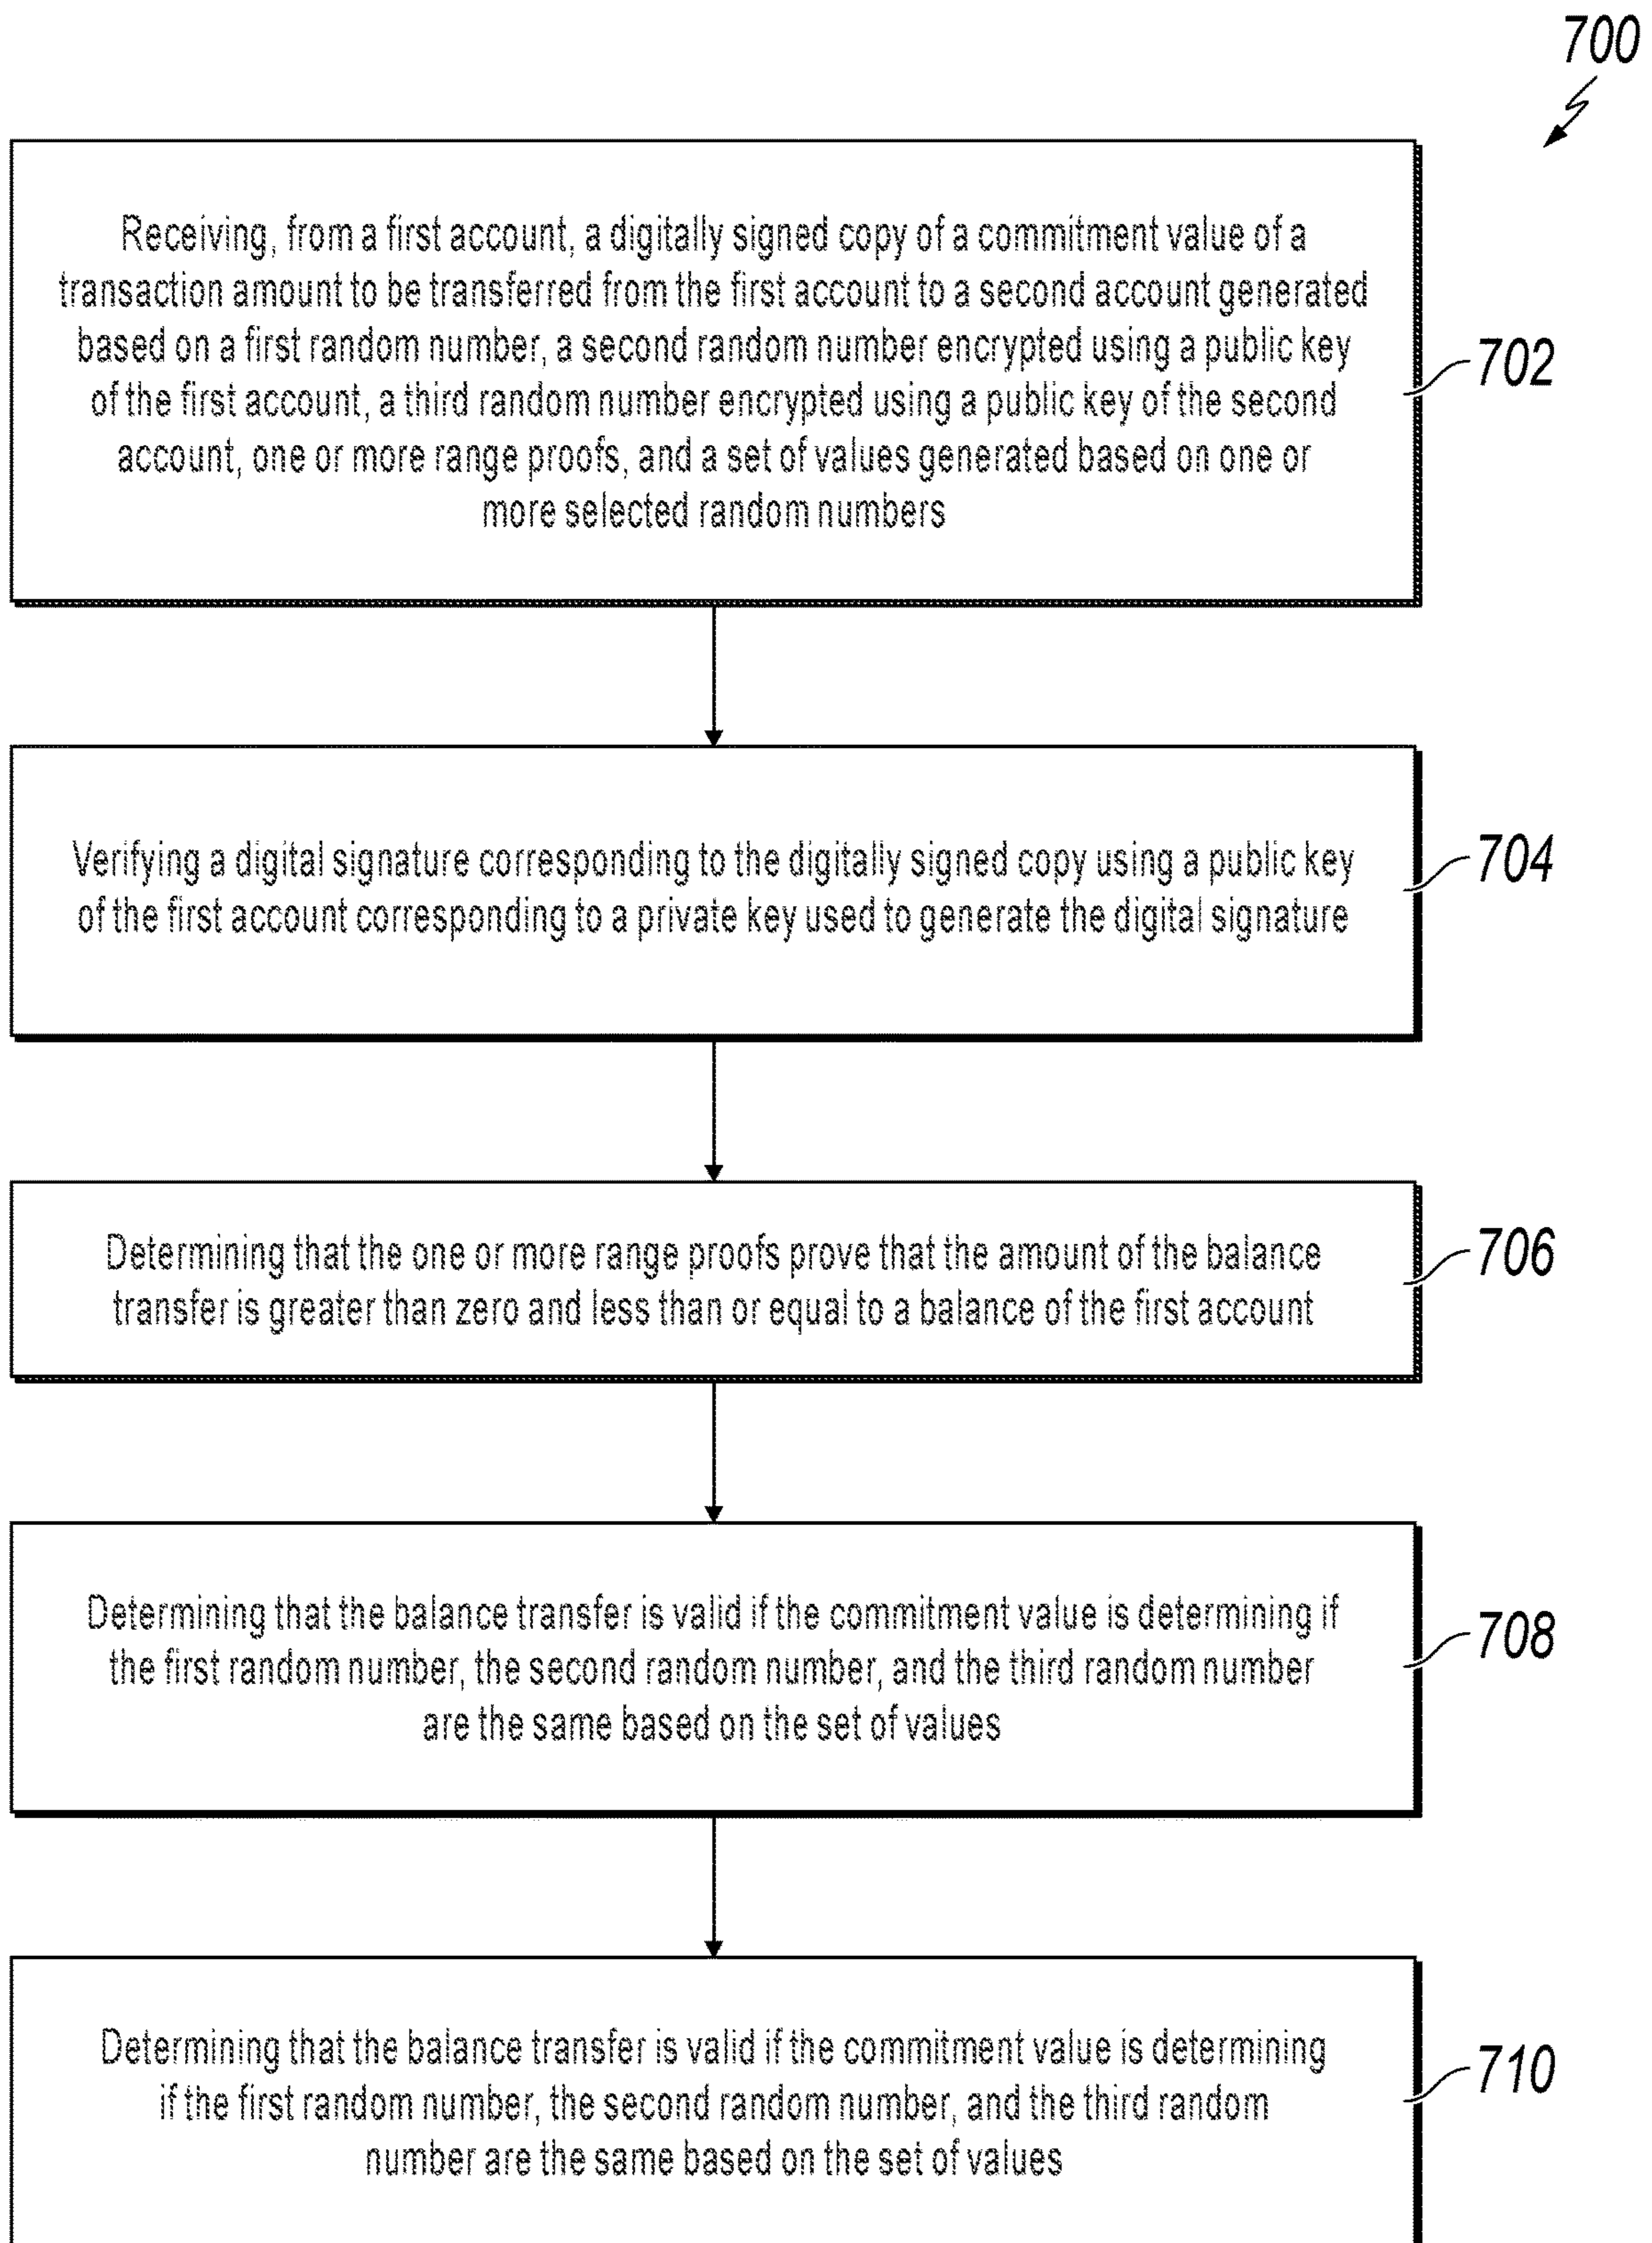 700
Receiving, from a first account, a digitally signed copy of a commitment value of a
transaction amount to be transferred from the first account to a second account generated
based on a first random number, a second random number encrypted using a public key
of the first account, a third random number encrypted using a public key of the second
account, one or more range proofs, and a set of values generated based on one or
more selected random numbers
702
Verifying a digital signature corresponding to the digitally signed copy using a public key
of the first account corresponding to a private key used to generate the digital signature
704
Determining that the one or more range proofs prove that the amount of the balance
transfer is greater than zero and less than or equal to a balance of the first account
706
Determining that the balance transfer is valid if the commitment value is determining if
the first random number, the second random number, and the third random number
are the same based on the set of values
708
Determining that the balance transfer is valid if the commitment value is determining
if the first random number, the second random number, and the third random
number are the same based on the set of values
710